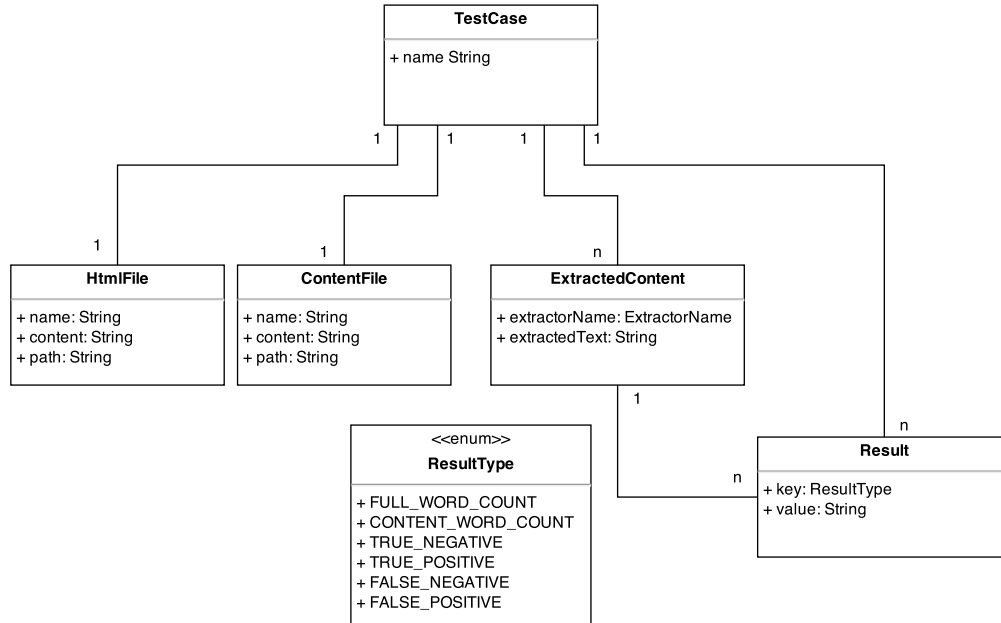 TestCase
+ name String
1
1
1
1
1
1
n
HtmlFile
+ name: String
+ content: String
+ path: String
ContentFile
+ name: String
+ content: String
+ path: String
ExtractedContent
+ extractorName: ExtractorName
+ extractedText: String
1
n
n
<<enum>>
ResultType
+ FULL_WORD_COUNT
+ CONTENT_WORD_COUNT
+ TRUE_NEGATIVE
+ TRUE_POSITIVE
+ FALSE_NEGATIVE
+ FALSE_POSITIVE
Result
+ key: ResultType
+ value: String